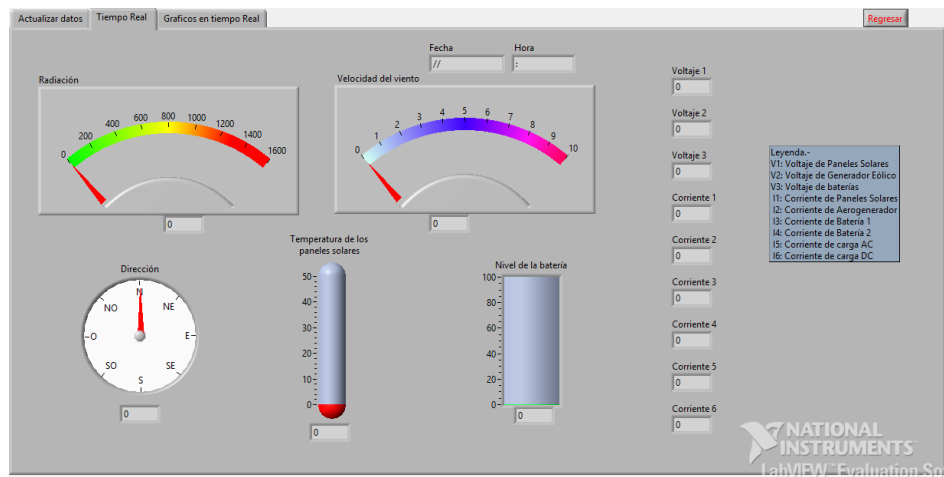 Actualizar datos
Tiempo Real
Graficos en tiempo Real
Regresar
Fecha
//
Hora
:
Radiación
0
200
400
600
800
1000
1200
1400
1600
0
Velocidad del viento
0
1
2
3
4
5
6
7
8
9
10
0
Voltaje 1
0
Voltaje 2
0
Voltaje 3
0
Corriente 1
0
Corriente 2
0
Corriente 3
0
Corriente 4
0
Corriente 5
0
Corriente 6
0
Leyenda.-
V1: Voltaje de Paneles Solares
V2: Voltaje de Generador Eólico
V3: Voltaje de baterías
I1: Corriente de Paneles Solares
I2: Corriente de Aerogenerador
I3: Corriente de Batería 1
I4: Corriente de Batería 2
I5: Corriente de carga AC
I6: Corriente de carga DC
Dirección
N
NE
E
SE
S
SO
O
NO
0
Temperatura de los
paneles solares
50
40
30
20
10
0
0
Nivel de la batería
100
80
60
40
20
0
0
NATIONAL
INSTRUMENTS
LabVIEW Evaluation So